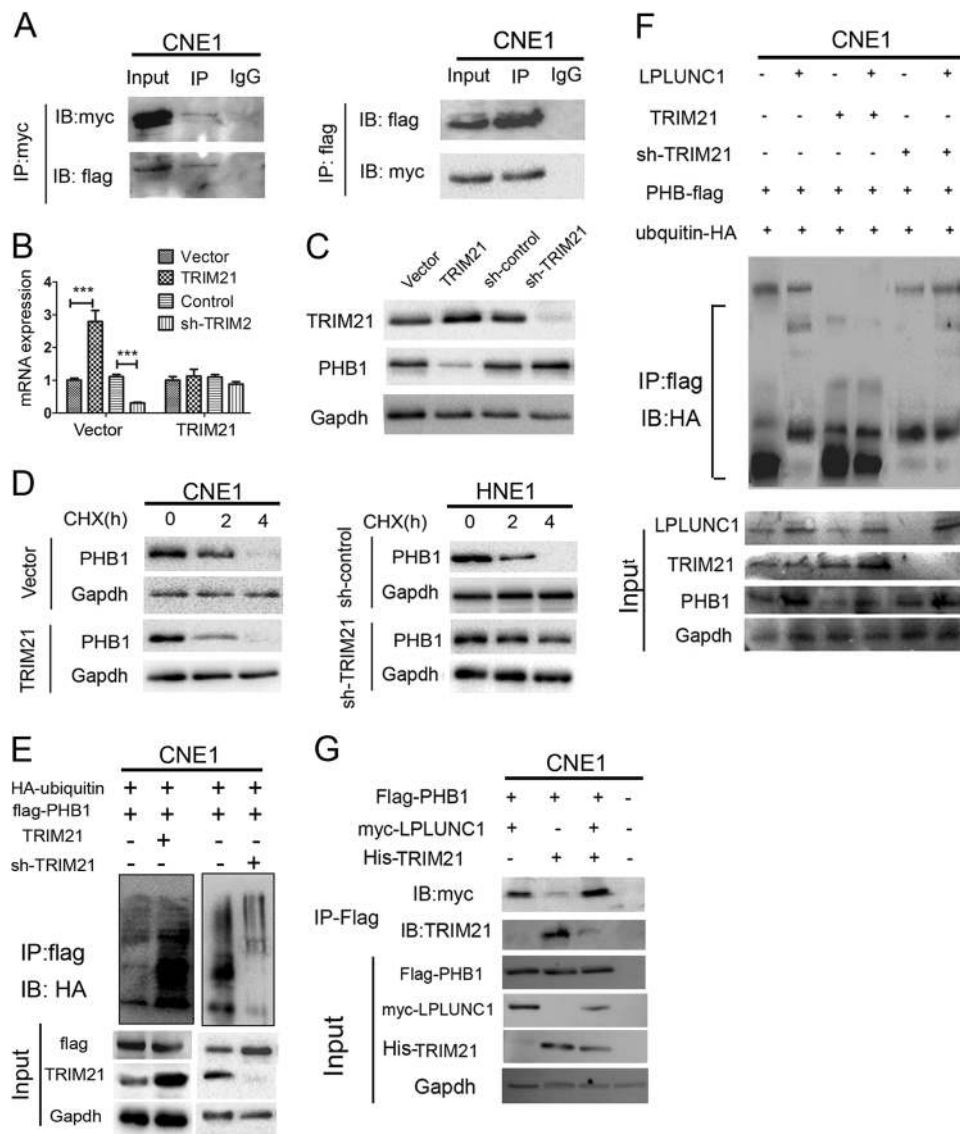 A
CNE1
Input IP IgG
IP:myc
IB:myc
IB: flag
CNE1
Input IP IgG
IP: flag
IB: flag
IB: myc
B
mRNA expression
4
3
2
1
0
***
***
Vector
TRIM21
Control
sh-TRIM2
Vector TRIM21
C
Vector TRIM21 sh-control sh-TRIM21
TRIM21
PHB1
Gapdh
D
CNE1
CHX(h) 0 2 4
Vector
PHB1
Gapdh
TRIM21
PHB1
Gapdh
HNE1
CHX(h) 0 2 4
sh-control
PHB1
Gapdh
sh-TRIM21
PHB1
Gapdh
E
CNE1
HA-ubiquitin + + + +
flag-PHB1 + + + +
TRIM21 - + - -
sh-TRIM21 - - - +
IP:flag
IB: HA
Input
flag
TRIM21
Gapdh
F
CNE1
LPLUNC1 - + - + - +
TRIM21 - - + + - -
sh-TRIM21 - - - - + +
PHB-flag + + + + + +
ubquitin-HA + + + + + +
IP:flag
IB:HA
Input
LPLUNC1
TRIM21
PHB1
Gapdh
G
CNE1
Flag-PHB1 + + + -
myc-LPLUNC1 + - + -
His-TRIM21 - + + -
IP-Flag
IB:myc
IB:TRIM21
Input
Flag-PHB1
myc-LPLUNC1
His-TRIM21
Gapdh